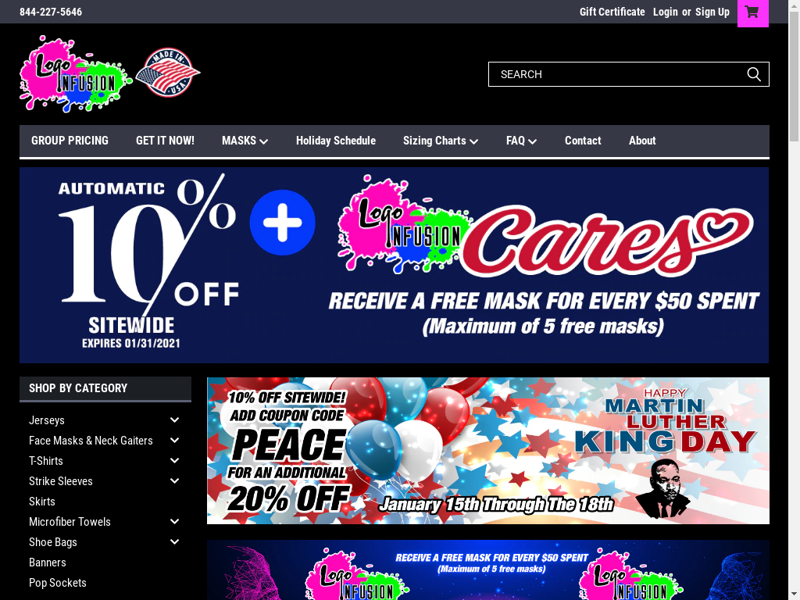 844-227-5646
Gift Certificate Login or Sign Up
Logo INFUSION
MADE IN USA
SEARCH
GROUP PRICING GET IT NOW! MASKS Holiday Schedule Sizing Charts FAQ Contact About
AUTOMATIC
10% OFF
SITEWIDE
EXPIRES 01/31/2021
+
Logo INFUSION Cares
RECEIVE A FREE MASK FOR EVERY $50 SPENT
(Maximum of 5 free masks)
SHOP BY CATEGORY
Jerseys
Face Masks & Neck Gaiters
T-Shirts
Strike Sleeves
Skirts
Microfiber Towels
Shoe Bags
Banners
Pop Sockets
10% OFF SITEWIDE!
ADD COUPON CODE
PEACE
FOR AN ADDITIONAL
20% OFF
HAPPY
MARTIN
LUTHER
KING DAY
January 15th Through The 18th
RECEIVE A FREE MASK FOR EVERY $50 SPENT
(Maximum of 5 free masks)
Logo INFUSION
Logo INFUSION